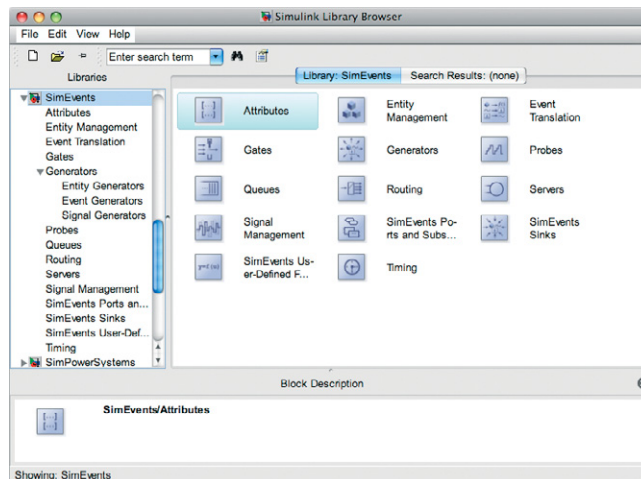 Simulink Library Browser
File Edit View Help
Enter search term
Libraries
Library: SimEvents Search Results: (none)
SimEvents
Attributes
Entity Management
Event Translation
Gates
Generators
Entity Generators
Event Generators
Signal Generators
Probes
Queues
Routing
Servers
Signal Management
SimEvents Ports an...
SimEvents Sinks
SimEvents User-Def...
Timing
SimPowerSystems
Attributes
Entity
Management
Event
Translation
Gates
Generators
Probes
Queues
Routing
Servers
Signal
Management
SimEvents Po-
rts and Subs...
SimEvents
Sinks
SimEvents Us-
er-Defined F...
Timing
Block Description
SimEvents/Attributes
Showing: SimEvents